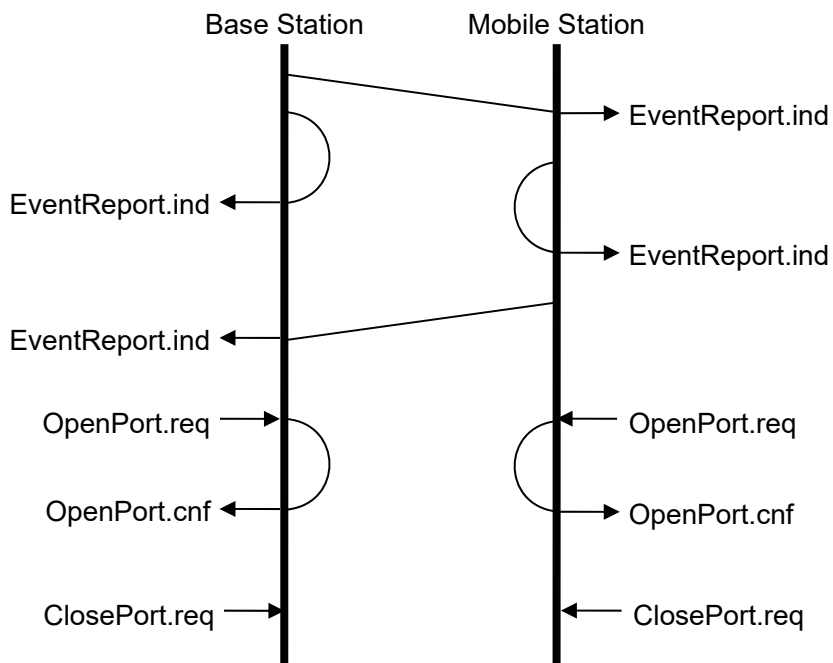 Base Station
Mobile Station
EventReport.ind
EventReport.ind
EventReport.ind
EventReport.ind
OpenPort.req
OpenPort.req
OpenPort.cnf
OpenPort.cnf
ClosePort.req
ClosePort.req